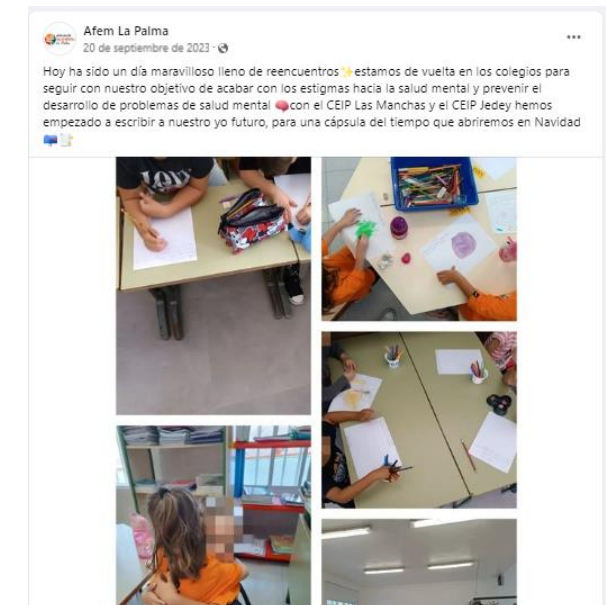 Afem La Palma
20 de septiembre de 2023 ·
Hoy ha sido un día maravilloso lleno de reencuentros✨estamos de vuelta en los colegios para
seguir con nuestro objetivo de acabar con los estigmas hacia la salud mental y prevenir el
desarrollo de problemas de salud mental 🧠con el CEIP Las Manchas y el CEIP Jedey hemos
empezado a escribir a nuestro yo futuro, para una cápsula del tiempo que abriremos en Navidad
📪📝